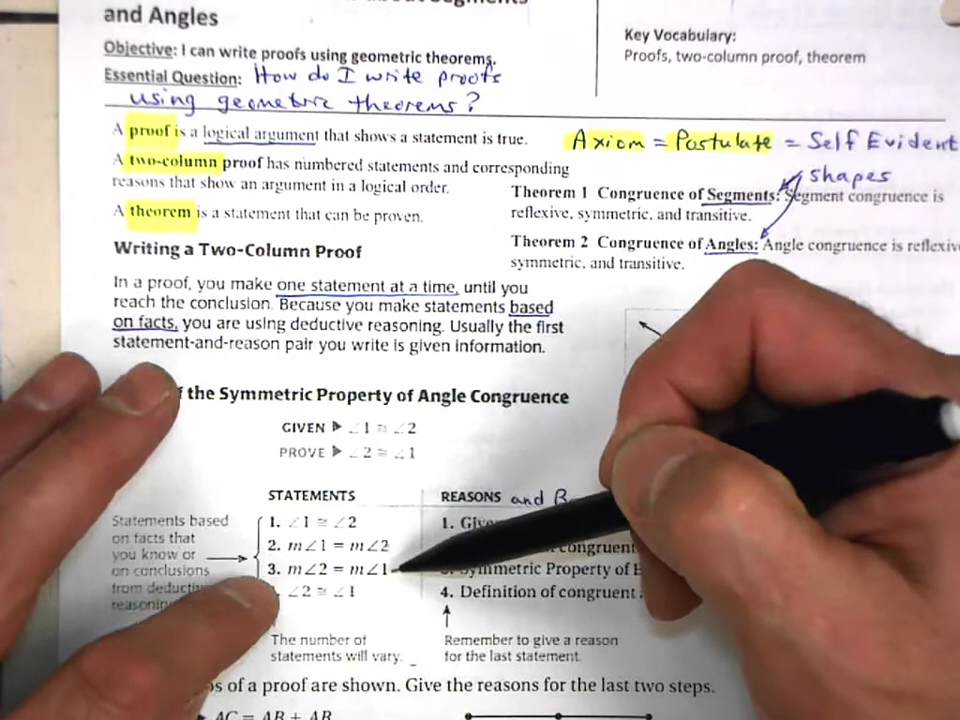 and Angles
Objective: I can write proofs using geometric theorems.
Essential Question: How do I write proofs
using geometric theorems?
Key Vocabulary:
Proofs, two-column proof, theorem
A proof is a logical argument that shows a statement is true.
A two-column proof has numbered statements and corresponding
reasons that show an argument in a logical order.
A theorem is a statement that can be proven.
Axiom = Postulate = Self Evident
shapes
Theorem 1 Congruence of Segments: Segment congruence is
reflexive, symmetric, and transitive.
Theorem 2 Congruence of Angles: Angle congruence is
symmetric, and transitive.
Writing a Two-Column Proof
In a proof, you make one statement at a time, until you
reach the conclusion. Because you make statements based
on facts, you are using deductive reasoning. Usually the first
statement-and-reason pair you write is given information.
the Symmetric Property of Angle Congruence
GIVEN ▶ ∠1 ≅ ∠2
PROVE ▶ ∠2 ≅ ∠1
STATEMENTS
1. ∠1 ≅ ∠2
2. m∠1 = m∠2
3. m∠2 = m∠1
∠2 ≅ ∠1
REASONS and
1.
congruent
Symmetric Property of
4. Definition of congruent
Statements based
on facts that
you know or
on conclusions
from
The number of
statements will vary.
Remember to give a reason
for the last statement.
of a proof are shown. Give the reasons for the last two steps.
AC = AB + AB